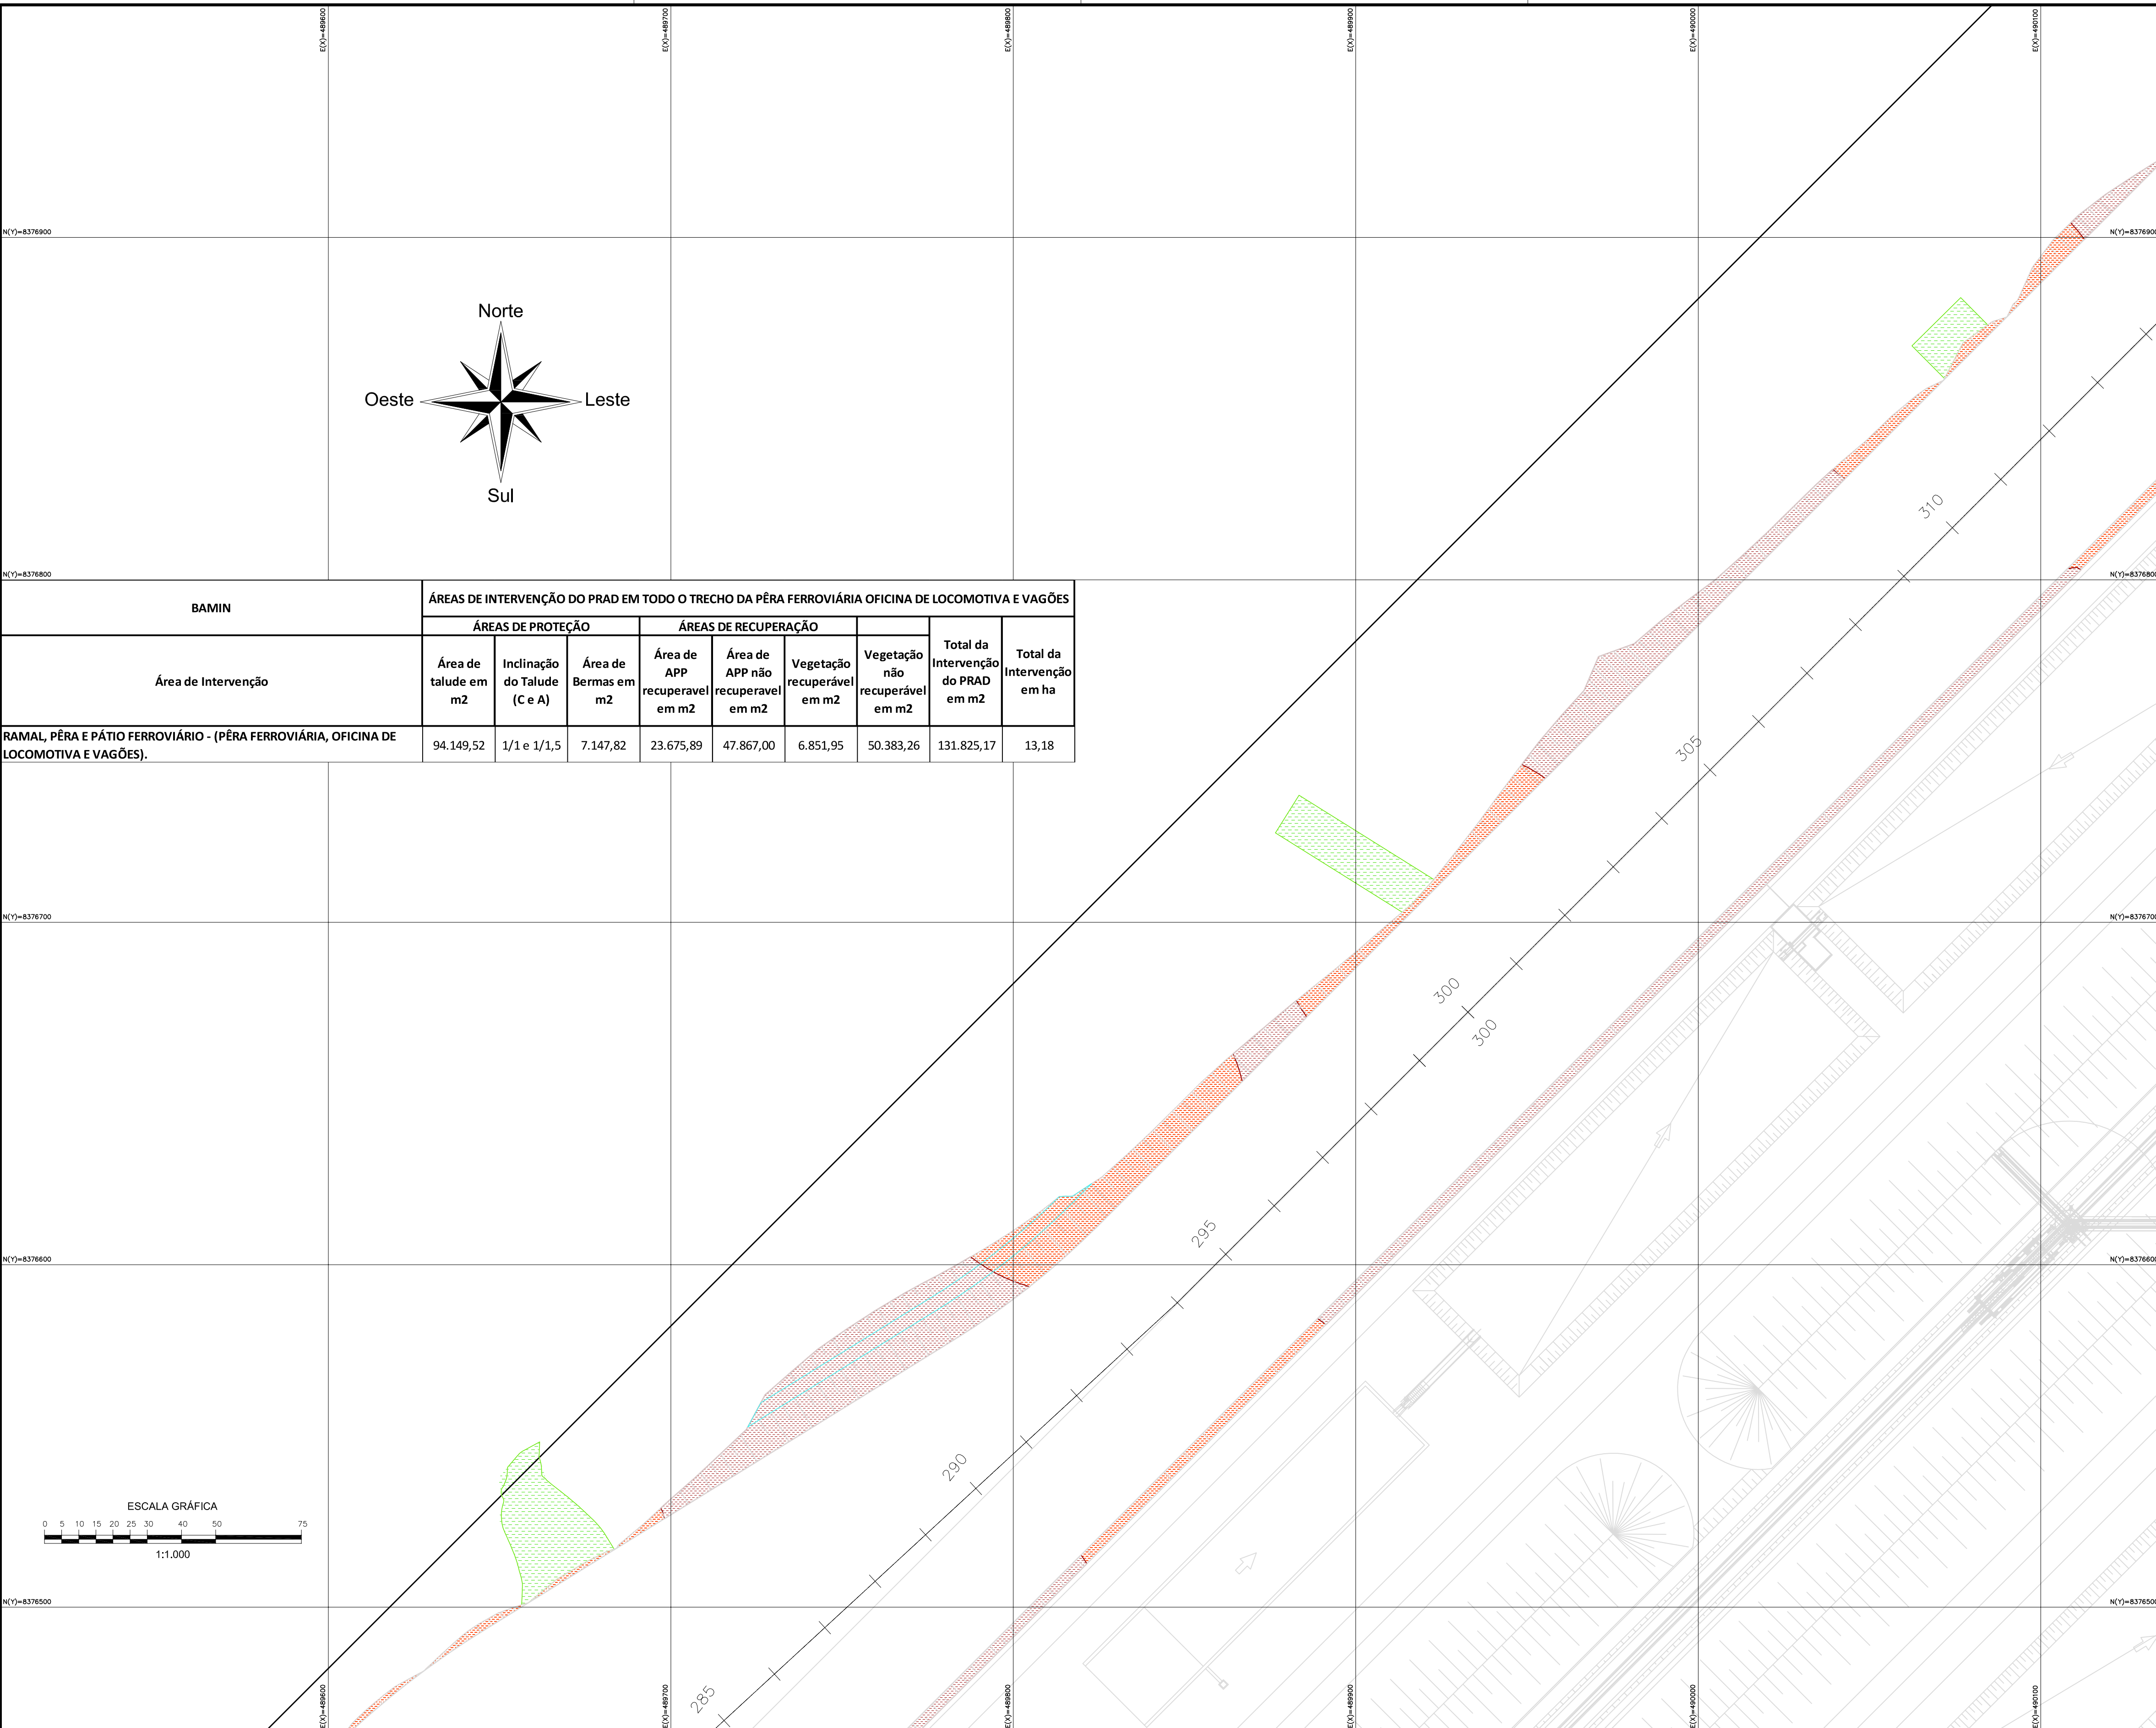 E(X)=489600
E(X)=489700
E(X)=489800
E(X)=489900
E(X)=490000
E(X)=490100
N(Y)=8376900
N(Y)=8376900
Norte
Oeste
Leste
Sul
310
N(Y)=8376800
N(Y)=8376800
BAMIN
ÁREAS DE INTERVENÇÃO DO PRAD EM TODO O TRECHO DA PÊRA FERROVIÁRIA OFICINA DE LOCOMOTIVA E VAGÕES
ÁREAS DE PROTEÇÃO
ÁREAS DE RECUPERAÇÃO
Área de Intervenção
Área de
talude em
m2
Inclinação
do Talude
(C e A)
Área de
Bermas em
m2
Área de
APP
recuperavel
em m2
Área de
APP não
recuperavel
em m2
Vegetação
recuperável
em m2
Vegetação
não
recuperável
em m2
Total da
Intervenção
do PRAD
em m2
Total da
Intervenção
em ha
RAMAL, PÊRA E PÁTIO FERROVIÁRIO - (PÊRA FERROVIÁRIA, OFICINA DE
LOCOMOTIVA E VAGÕES).
94.149,52
1/1 e 1/1,5
7.147,82
23.675,89
47.867,00
6.851,95
50.383,26
131.825,17
13,18
305
N(Y)=8376700
N(Y)=8376700
300
300
295
N(Y)=8376600
N(Y)=8376600
290
ESCALA GRÁFICA
0 5 10 15 20 25 30 40 50 75
1:1.000
N(Y)=8376500
N(Y)=8376500
285
E(X)=489600
E(X)=489700
E(X)=489800
E(X)=489900
E(X)=490000
E(X)=490100